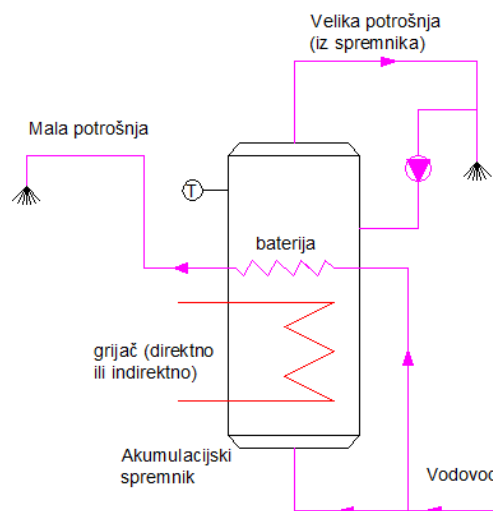 Velika potrošnja
(iz spremnika)
Mala potrošnja
T
baterija
grijač (direktno
ili indirektno)
Akumulacijski
spremnik
Vodovod